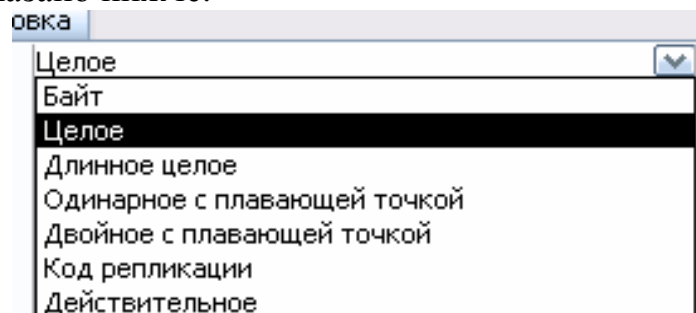 овка
Целое
Байт
Целое
Длинное целое
Одинарное с плавающей точкой
Двойное с плавающей точкой
Код репликации
Действительное